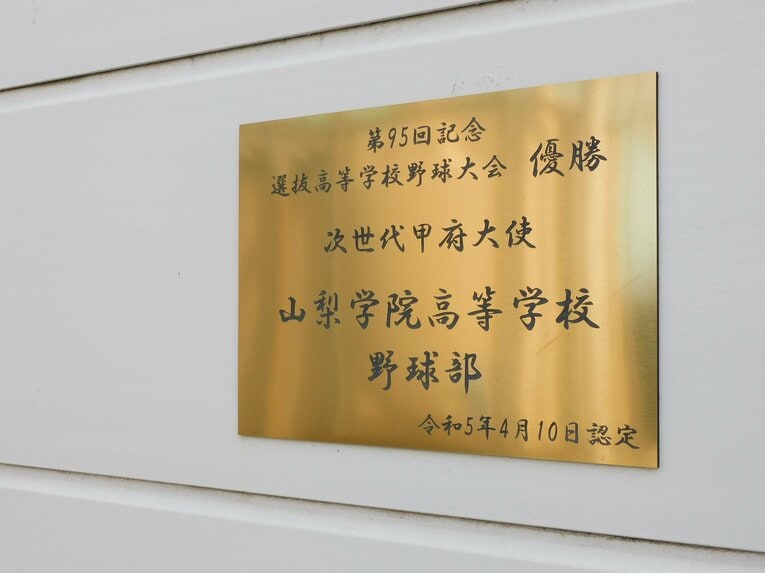 第95回記念
選抜高等学校野球大会 優勝
次世代甲府大使
山梨学院高等学校
野球部
令和5年4月10日認定